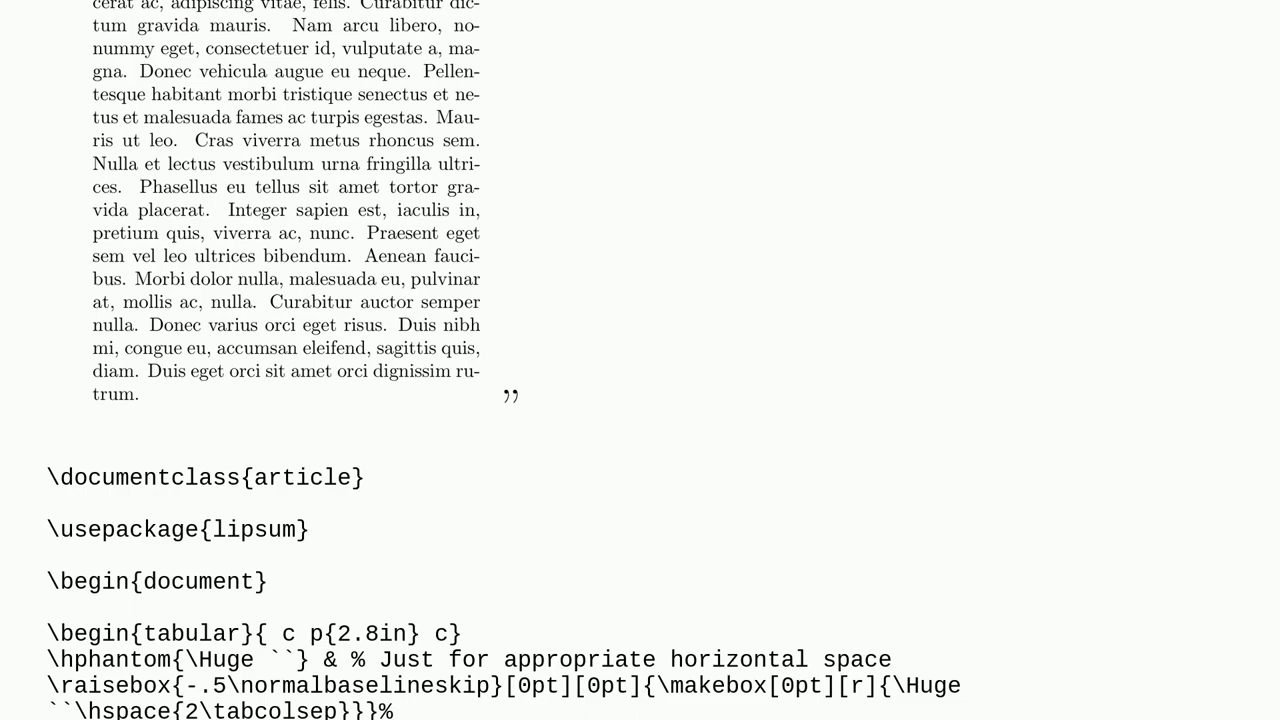 cerat ac, adipiscing vitae, felis. Curabitur dic-
tum gravida mauris. Nam arcu libero, no-
nummy eget, consectetuer id, vulputate a, ma-
gna. Donec vehicula augue eu neque. Pellen-
tesque habitant morbi tristique senectus et ne-
tus et malesuada fames ac turpis egestas. Mau-
ris ut leo. Cras viverra metus rhoncus sem.
Nulla et lectus vestibulum urna fringilla ultri-
ces. Phasellus eu tellus sit amet tortor gra-
vida placerat. Integer sapien est, iaculis in,
pretium quis, viverra ac, nunc. Praesent eget
sem vel leo ultrices bibendum. Aenean fauci-
bus. Morbi dolor nulla, malesuada eu, pulvinar
at, mollis ac, nulla. Curabitur auctor semper
nulla. Donec varius orci eget risus. Duis nibh
mi, congue eu, accumsan eleifend, sagittis quis,
diam. Duis eget orci sit amet orci dignissim ru-
trum. ”
\documentclass{article}
\usepackage{lipsum}
\begin{document}
\begin{tabular}{ c p{2.8in} c}
\hphantom{\Huge ``} & % Just for appropriate horizontal space
\raisebox{-.5\normalbaselineskip}[0pt][0pt]{\makebox[0pt][r]{\Huge
``\hspace{2\tabcolsep}}}%